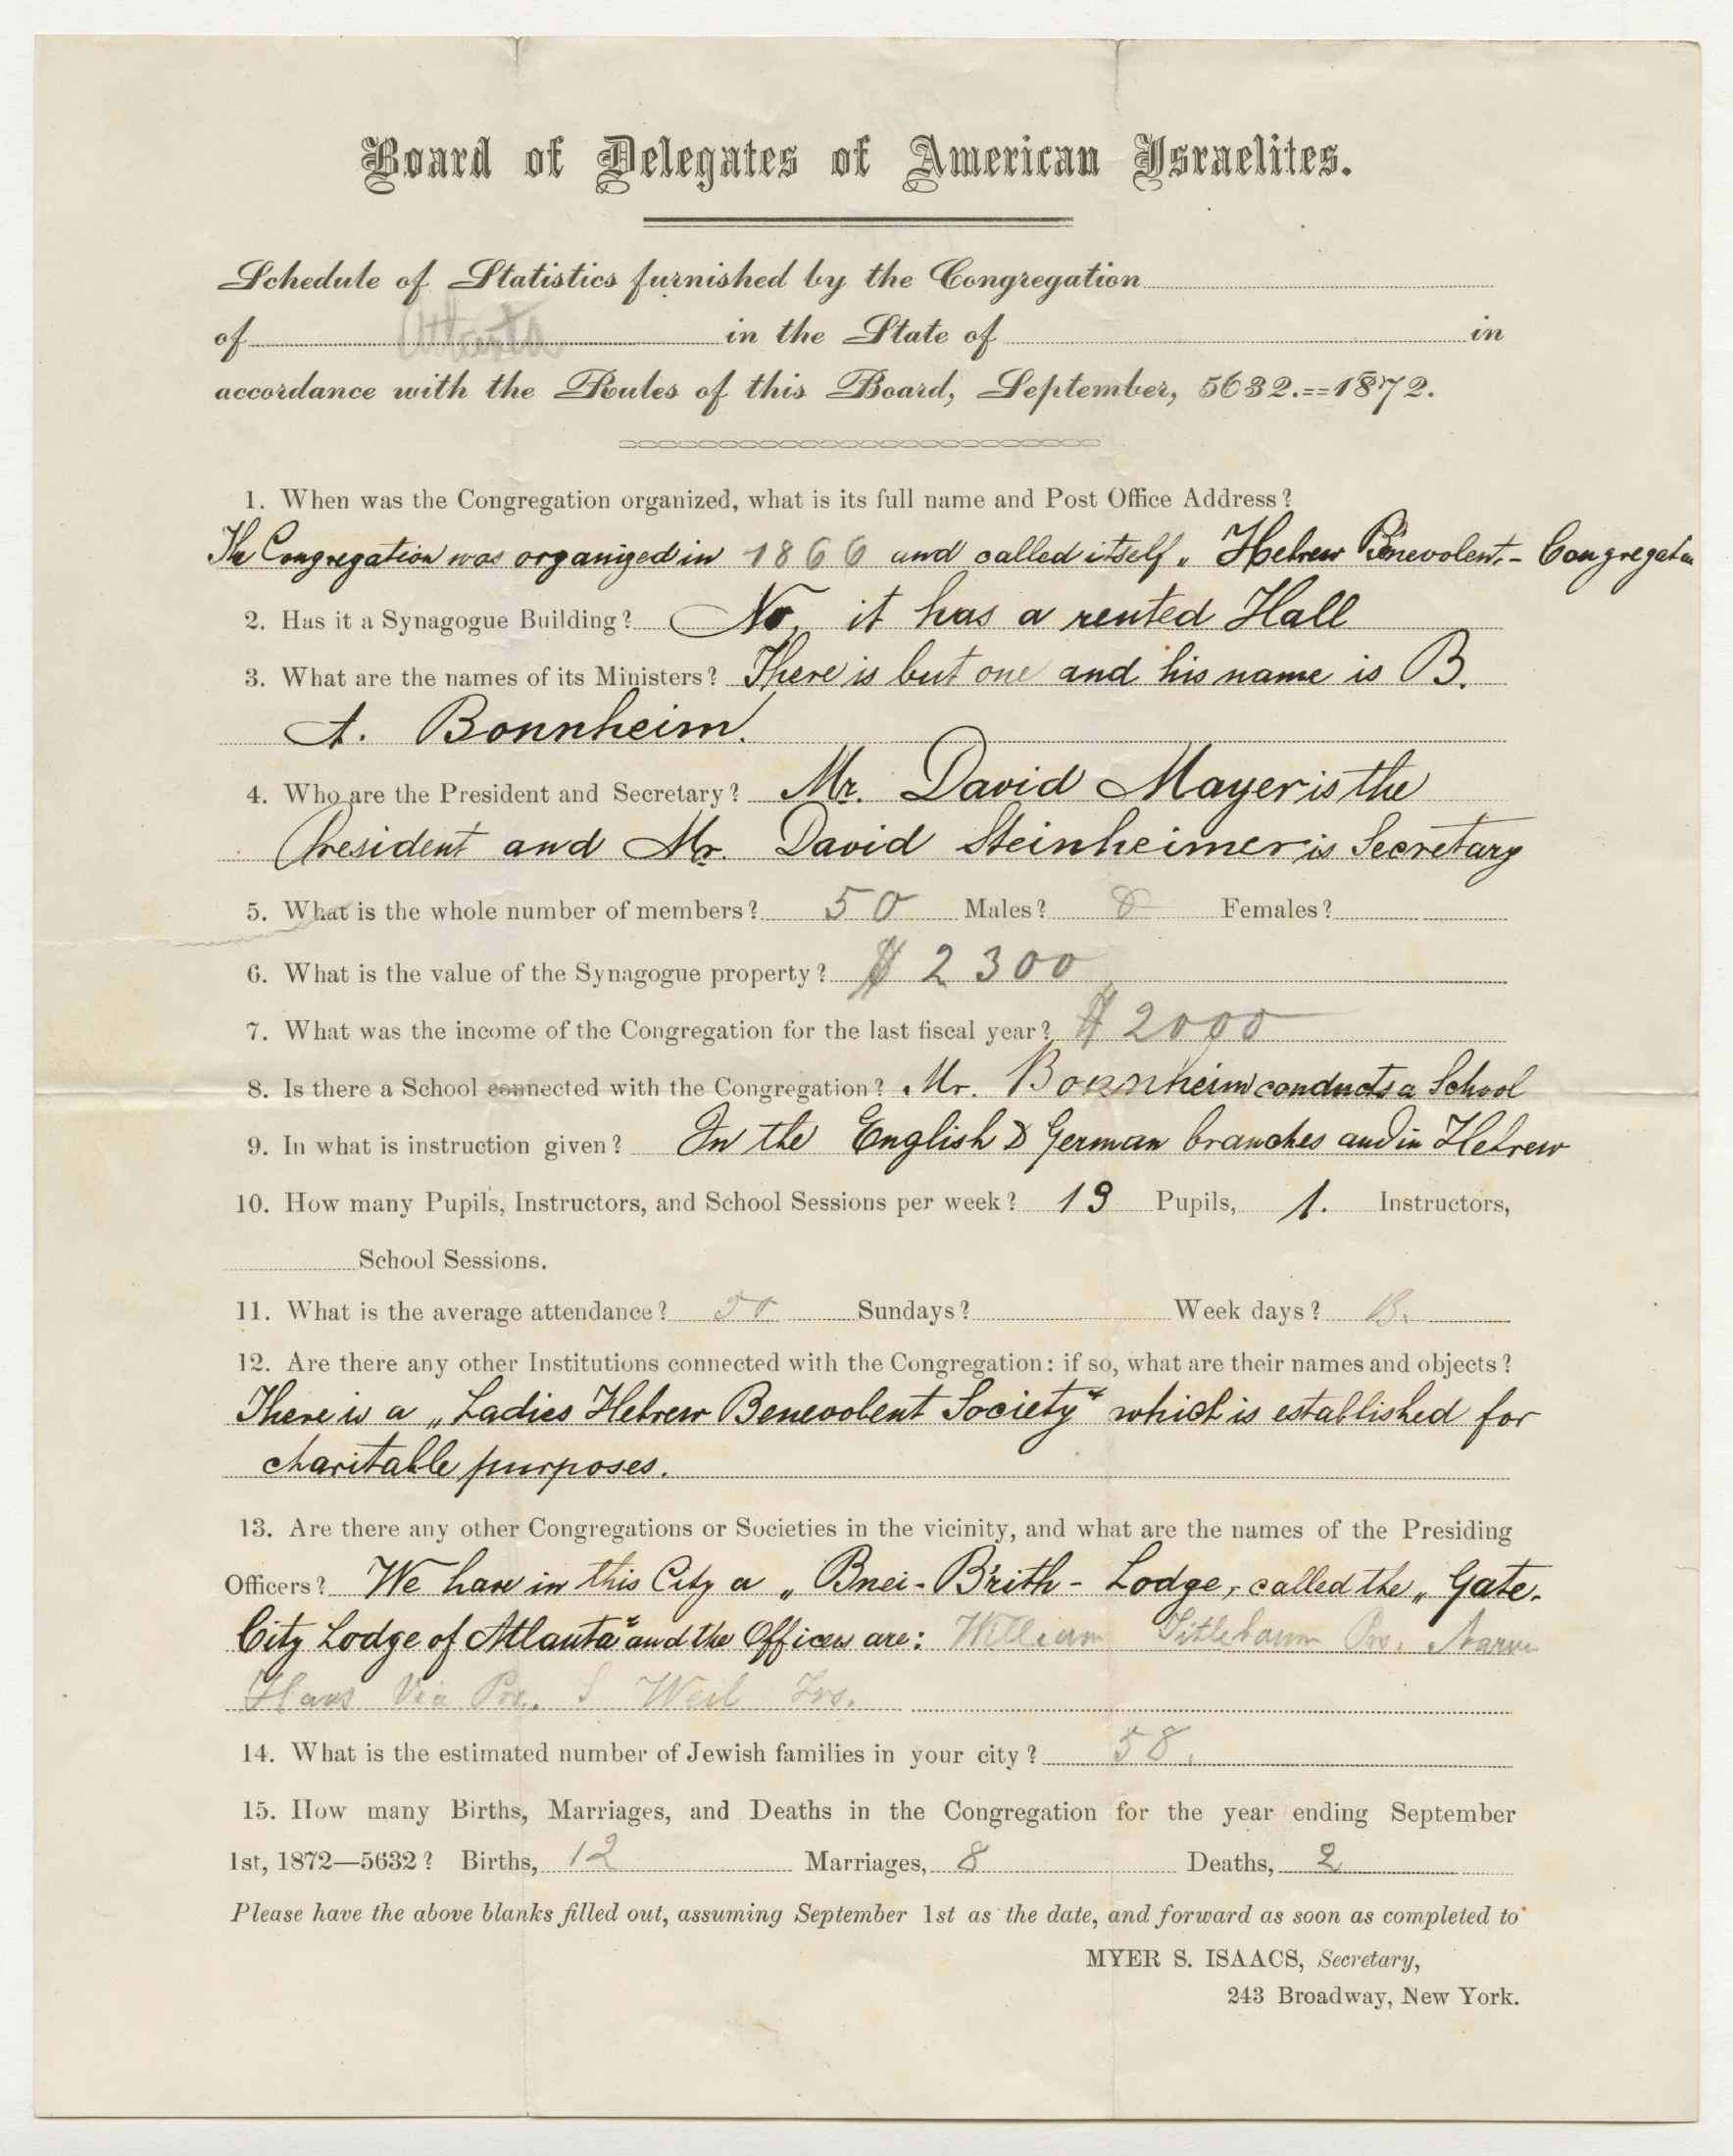 Board of Delegates of American Israelites.
Schedule of Statistics furnished by the Congregation
of Atlanta in the State of in
accordance with the Rules of this Board, September, 5632.==1872.
1. When was the Congregation organized, what is its full name and Post Office Address?
The Congregation was organized in 1866 and called itself „ Hebrew Benevolent - Congregation
2. Has it a Synagogue Building? No, it has a rented Hall
3. What are the names of its Ministers? There is but one and his name is B.
A. Bonnheim.
4. Who are the President and Secretary? Mr. David Mayer is the
President and Mr. David Steinheimer is Secretary
5. What is the whole number of members? 50 Males? Females?
6. What is the value of the Synagogue property? $ 2300
7. What was the income of the Congregation for the last fiscal year? $ 2000
8. Is there a School connected with the Congregation? Mr. Bonnheim conducts a School
9. In what is instruction given? In the English & German branches and in Hebrew
10. How many Pupils, Instructors, and School Sessions per week? 19 Pupils, 1. Instructors,
School Sessions.
11. What is the average attendance? 50 Sundays? Week days?
12. Are there any other Institutions connected with the Congregation: if so, what are their names and objects?
There is a „Ladies Hebrew Benevolent Society“ which is established for
charitable purposes.
13. Are there any other Congregations or Societies in the vicinity, and what are the names of the Presiding
Officers? We have in this City a „ Bnei-Brith - Lodge, called the „ Gate-
City Lodge of Atlanta“ and the Officers are: William Pre.
Haas Vic Pre. S Weil
14. What is the estimated number of Jewish families in your city? 58.
15. How many Births, Marriages, and Deaths in the Congregation for the year ending September
1st, 1872—5632? Births, 12 Marriages, 8 Deaths, 2
Please have the above blanks filled out, assuming September 1st as the date, and forward as soon as completed to
MYER S. ISAACS, Secretary,
243 Broadway, New York.